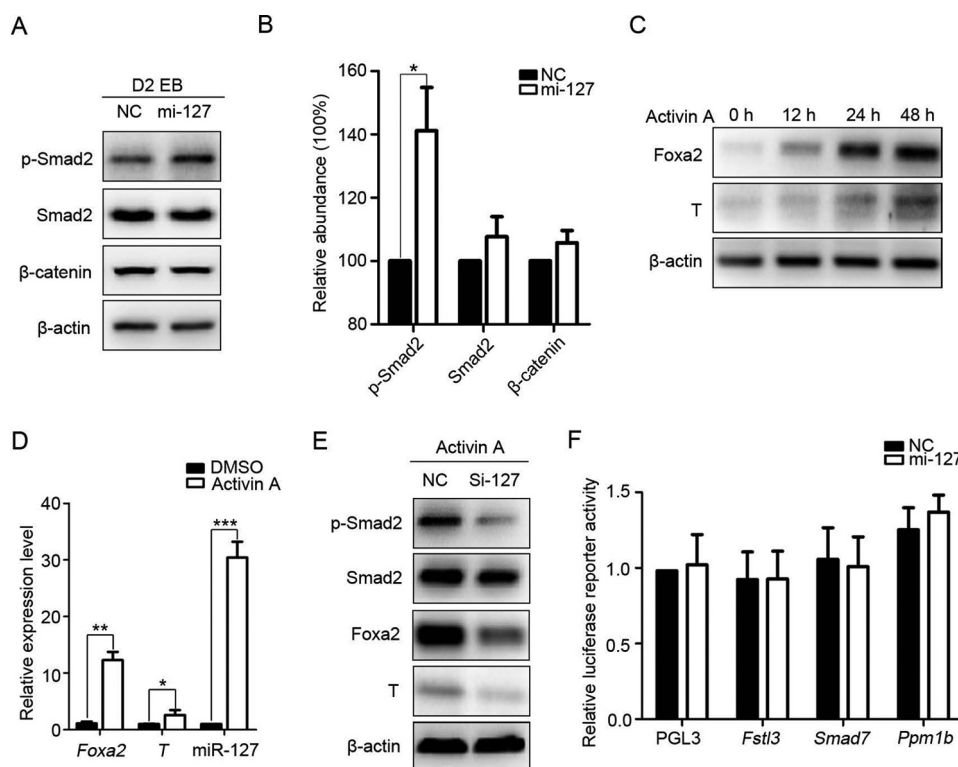 A
D2 EB
NC mi-127
p-Smad2
Smad2
β-catenin
β-actin
B
NC
mi-127
*
160
140
120
100
80
Relative abundance (100%)
p-Smad2
Smad2
β-catenin
C
Activin A 0 h 12 h 24 h 48 h
Foxa2
T
β-actin
D
DMSO
Activin A
40
30
20
10
0
Relative expression level
**
*
***
Foxa2 T miR-127
E
Activin A
NC Si-127
p-Smad2
Smad2
Foxa2
T
β-actin
F
NC
mi-127
1.5
1.0
0.5
0.0
Relative luciferase reporter activity
PGL3 Fstl3 Smad7 Ppm1b